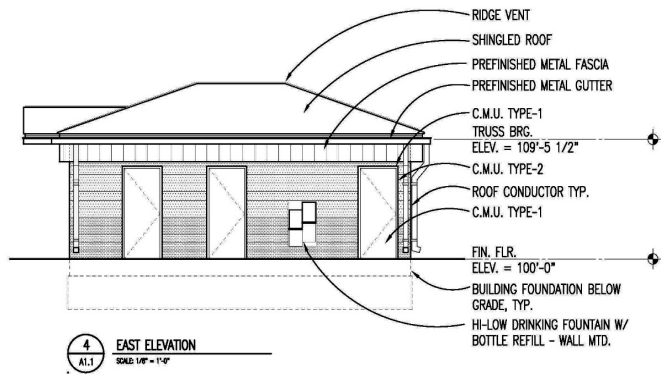 RIDGE VENT
SHINGLED ROOF
PREFINISHED METAL FASCIA
PREFINISHED METAL GUTTER
C.M.U. TYPE-1
TRUSS BRG.
ELEV. = 109'-5 1/2"
C.M.U. TYPE-2
ROOF CONDUCTOR TYP.
C.M.U. TYPE-1
FIN. FLR.
ELEV. = 100'-0"
BUILDING FOUNDATION BELOW
GRADE, TYP.
HI-LOW DRINKING FOUNTAIN W/
BOTTLE REFILL - WALL MTD.
4
A1.1
EAST ELEVATION
SCALE: 1/8" = 1'-0"